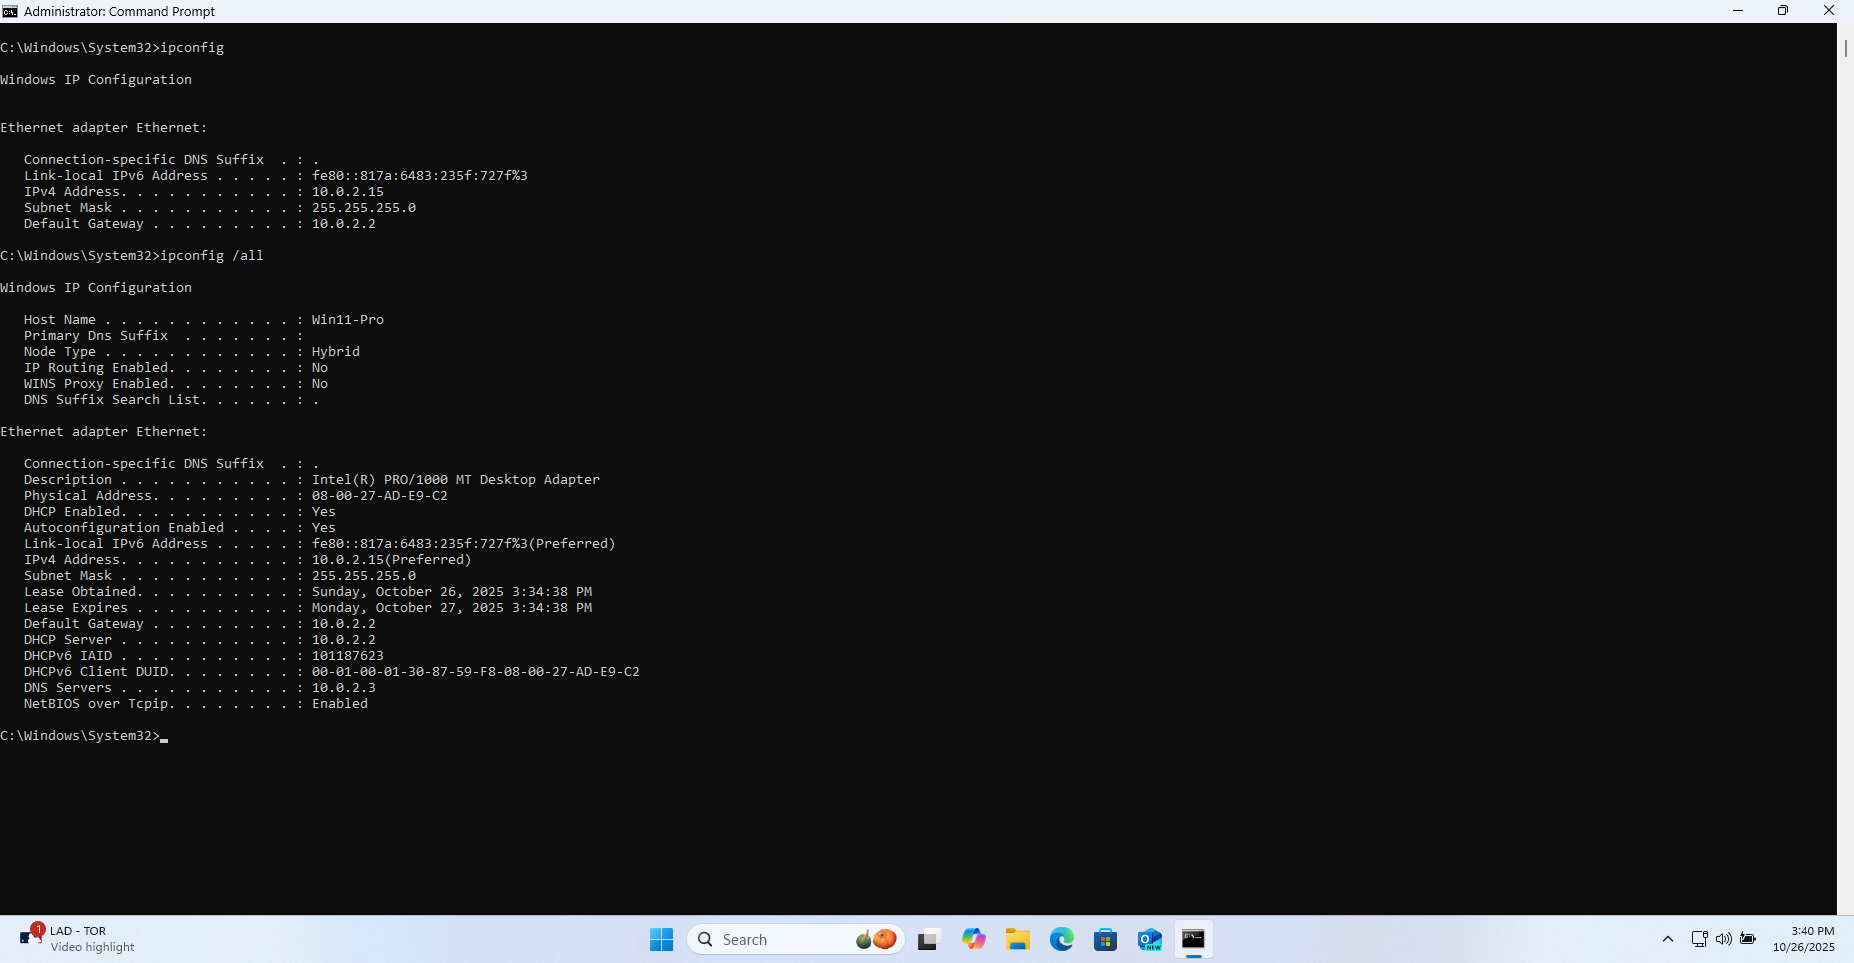 Administrator: Command Prompt
C:\Windows\System32>ipconfig
Windows IP Configuration
Ethernet adapter Ethernet:
Connection-specific DNS Suffix  . : .
Link-local IPv6 Address . . . . . : fe80::817a:6483:235f:727f%3
IPv4 Address. . . . . . . . . . . : 10.0.2.15
Subnet Mask . . . . . . . . . . . : 255.255.255.0
Default Gateway . . . . . . . . . : 10.0.2.2
C:\Windows\System32>ipconfig /all
Windows IP Configuration
Host Name . . . . . . . . . . . . : Win11-Pro
Primary Dns Suffix  . . . . . . . :
Node Type . . . . . . . . . . . . : Hybrid
IP Routing Enabled. . . . . . . . : No
WINS Proxy Enabled. . . . . . . . : No
DNS Suffix Search List. . . . . . : .
Ethernet adapter Ethernet:
Connection-specific DNS Suffix  . : .
Description . . . . . . . . . . . : Intel(R) PRO/1000 MT Desktop Adapter
Physical Address. . . . . . . . . : 08-00-27-AD-E9-C2
DHCP Enabled. . . . . . . . . . . : Yes
Autoconfiguration Enabled . . . . : Yes
Link-local IPv6 Address . . . . . : fe80::817a:6483:235f:727f%3(Preferred)
IPv4 Address. . . . . . . . . . . : 10.0.2.15(Preferred)
Subnet Mask . . . . . . . . . . . : 255.255.255.0
Lease Obtained. . . . . . . . . . : Sunday, October 26, 2025 3:34:38 PM
Lease Expires . . . . . . . . . . : Monday, October 27, 2025 3:34:38 PM
Default Gateway . . . . . . . . . : 10.0.2.2
DHCP Server . . . . . . . . . . . : 10.0.2.2
DHCPv6 IAID . . . . . . . . . . . : 101187623
DHCPv6 Client DUID. . . . . . . . : 00-01-00-01-30-87-59-F8-08-00-27-AD-E9-C2
DNS Servers . . . . . . . . . . . : 10.0.2.3
NetBIOS over Tcpip. . . . . . . . : Enabled
C:\Windows\System32>
1
LAD - TOR
Video highlight
Search
NEW
3:40 PM
10/26/2025